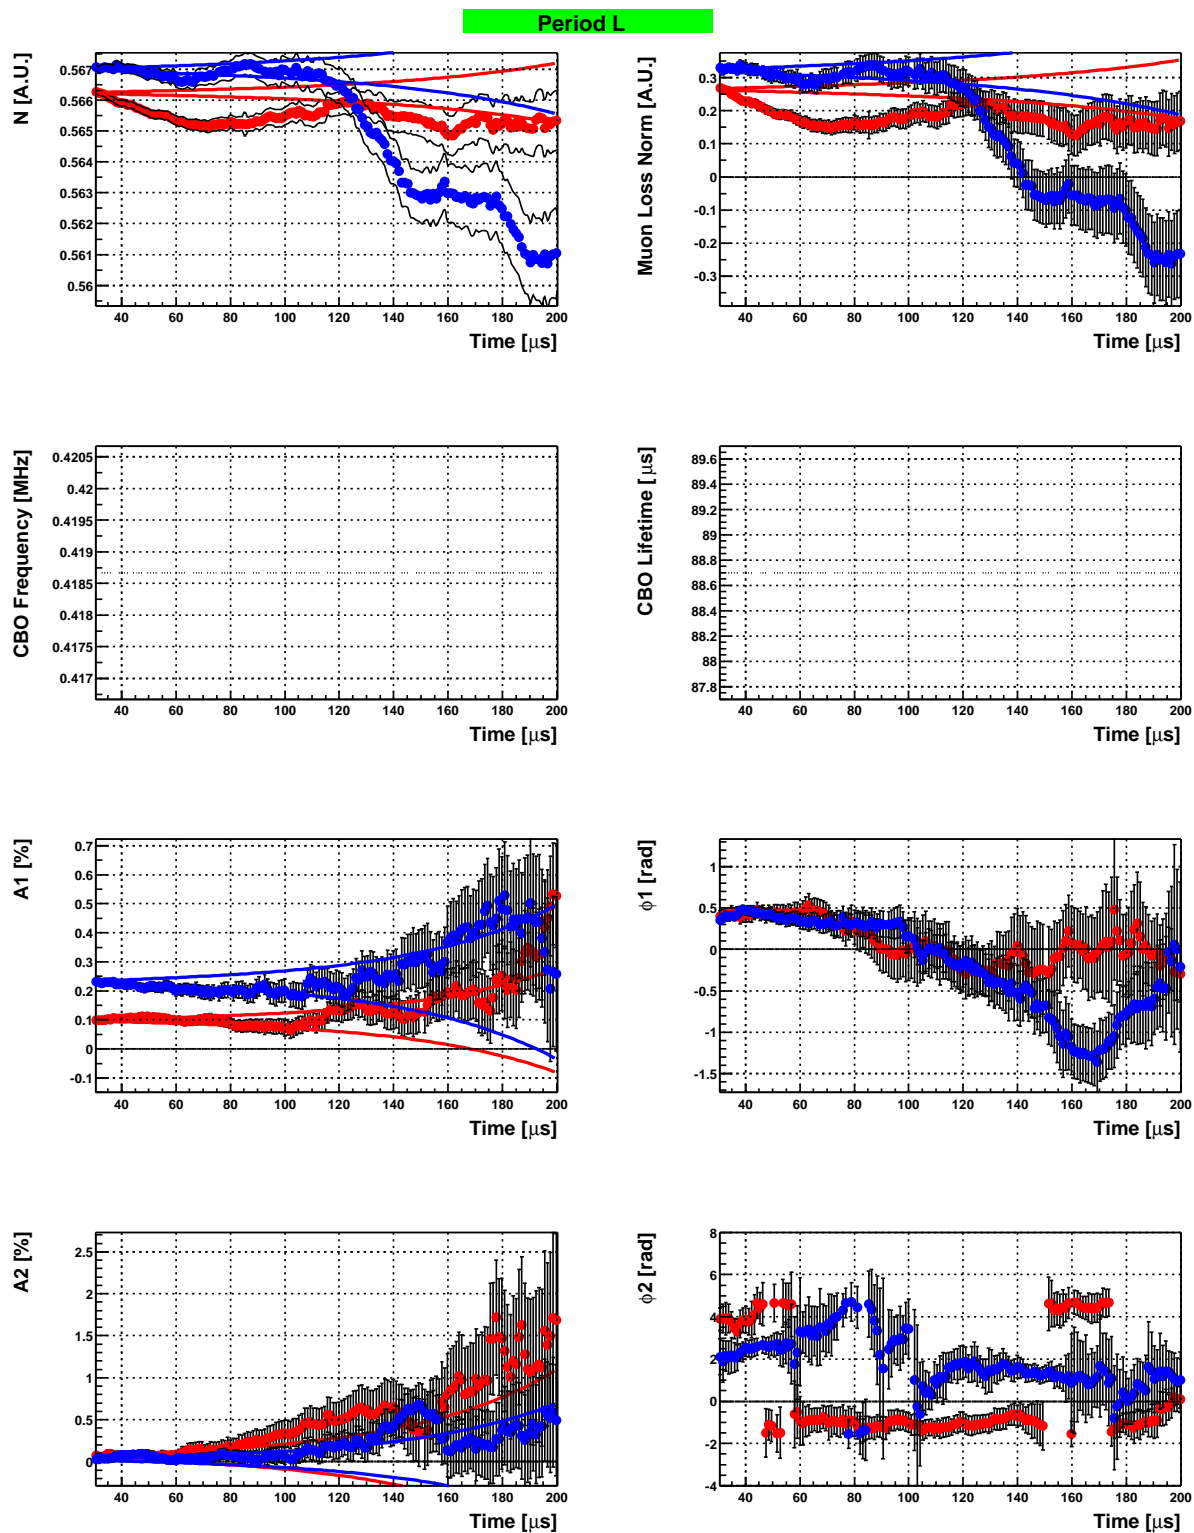 Period L
N [A.U.]
0.567
0.566
0.565
0.564
0.563
0.562
0.561
0.56
40 60 80 100 120 140 160 180 200
Time [μs]
Muon Loss Norm [A.U.]
0.3
0.2
0.1
0
-0.1
-0.2
-0.3
40 60 80 100 120 140 160 180 200
Time [μs]
CBO Frequency [MHz]
0.4205
0.42
0.4195
0.419
0.4185
0.418
0.4175
0.417
40 60 80 100 120 140 160 180 200
Time [μs]
CBO Lifetime [μs]
89.6
89.4
89.2
89
88.8
88.6
88.4
88.2
88
87.8
40 60 80 100 120 140 160 180 200
Time [μs]
A1 [%]
0.7
0.6
0.5
0.4
0.3
0.2
0.1
0
-0.1
40 60 80 100 120 140 160 180 200
Time [μs]
ϕ1 [rad]
1
0.5
0
-0.5
-1
-1.5
40 60 80 100 120 140 160 180 200
Time [μs]
A2 [%]
2.5
2
1.5
1
0.5
0
40 60 80 100 120 140 160 180 200
Time [μs]
ϕ2 [rad]
8
6
4
2
0
-2
-4
40 60 80 100 120 140 160 180 200
Time [μs]